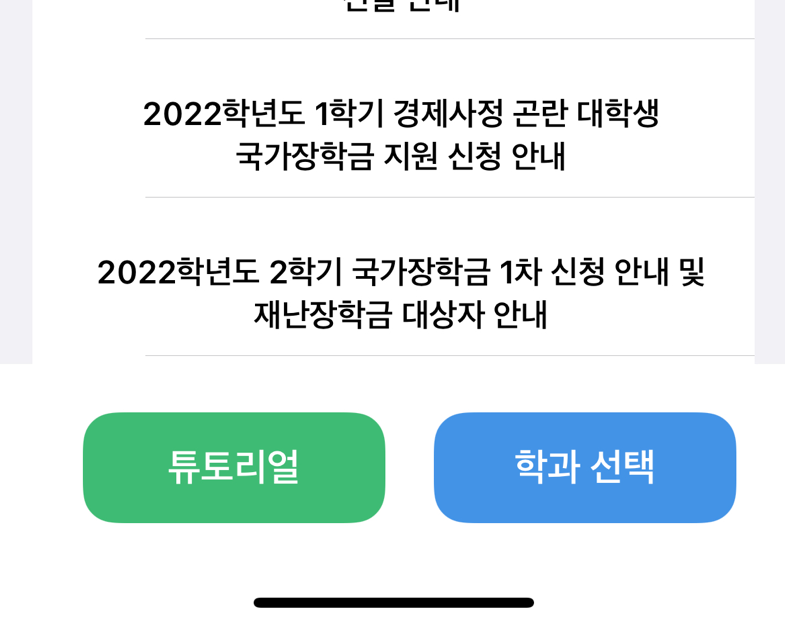 2022학년도 1학기 경제사정 곤란 대학생
국가장학금 지원 신청 안내
2022학년도 2학기 국가장학금 1차 신청 안내 및
재난장학금 대상자 안내
튜토리얼
학과 선택